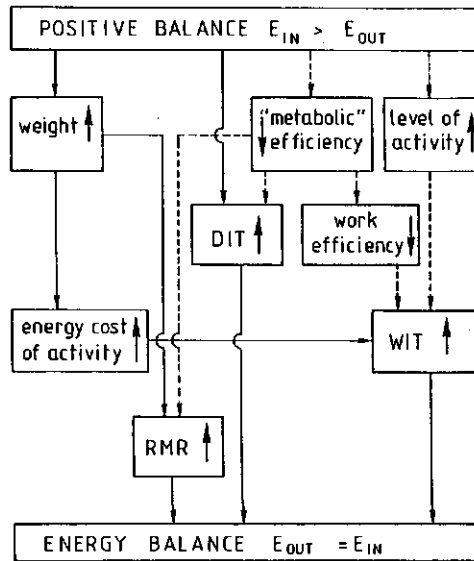 POSITIVE BALANCE E_IN > E_OUT
weight ↑
↓ "metabolic"
efficiency
level of
activity ↑
DIT ↑
work
efficiency ↓
energy cost
of activity ↑
WIT ↑
RMR ↑
ENERGY BALANCE E_OUT = E_IN